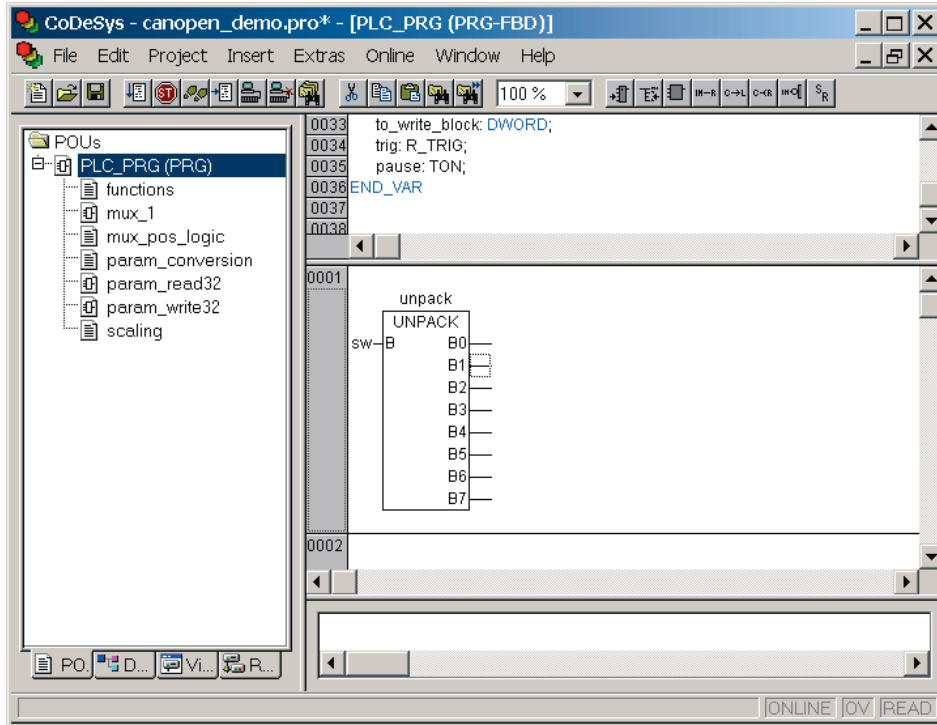 CoDeSys - canopen_demo.pro* - [PLC_PRG (PRG-FBD)]
File Edit Project Insert Extras Online Window Help
100 %
POUs
PLC_PRG (PRG)
functions
mux_1
mux_pos_logic
param_conversion
param_read32
param_write32
scaling
PO. D... Vi... R...
0033 to_write_block: DWORD;
0034 trig: R_TRIG;
0035 pause: TON;
0036 END_VAR
0037
0038
0001
unpack
UNPACK
sw B B0
B1
B2
B3
B4
B5
B6
B7
0002
ONLINE OV READ